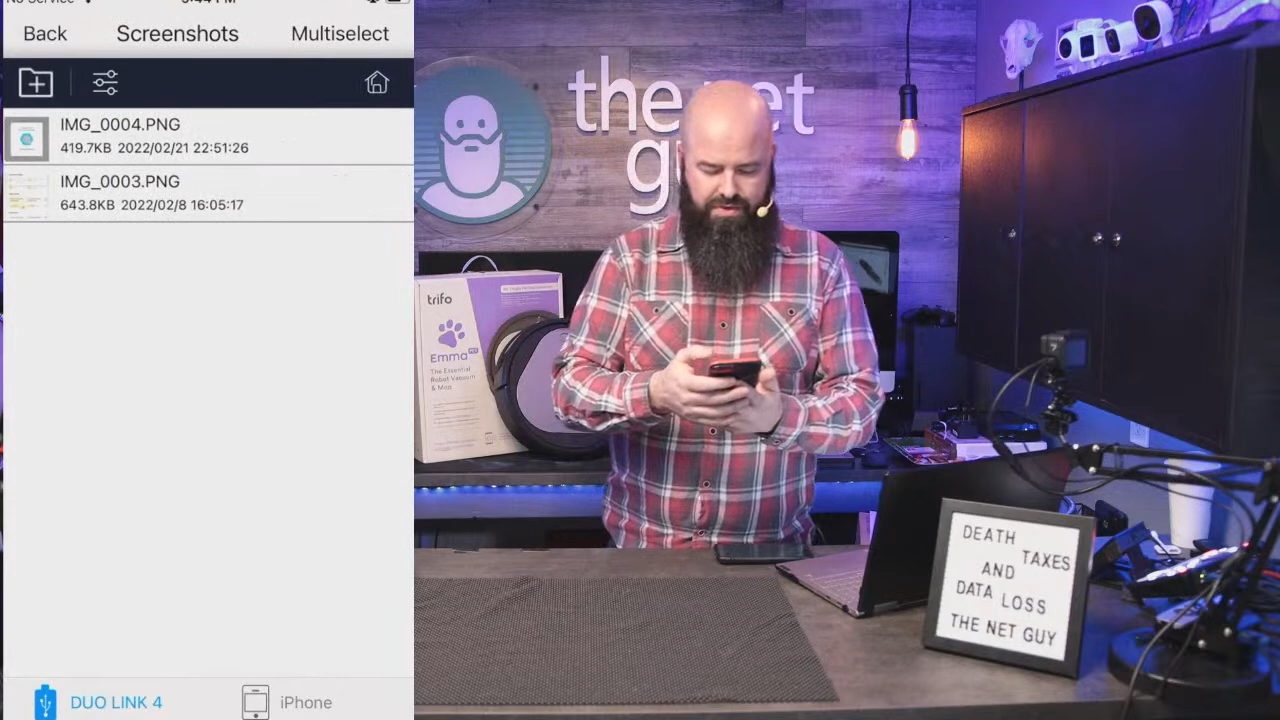 Back
Screenshots
Multiselect
IMG_0004.PNG
419.7KB 2022/02/21 22:51:26
IMG_0003.PNG
643.8KB 2022/02/8 16:05:17
DUO LINK 4
iPhone
the net
trifo
Emma
The Essential
Robot Vacuum
& Mop
DEATH
TAXES
AND
DATA LOSS
THE NET GUY